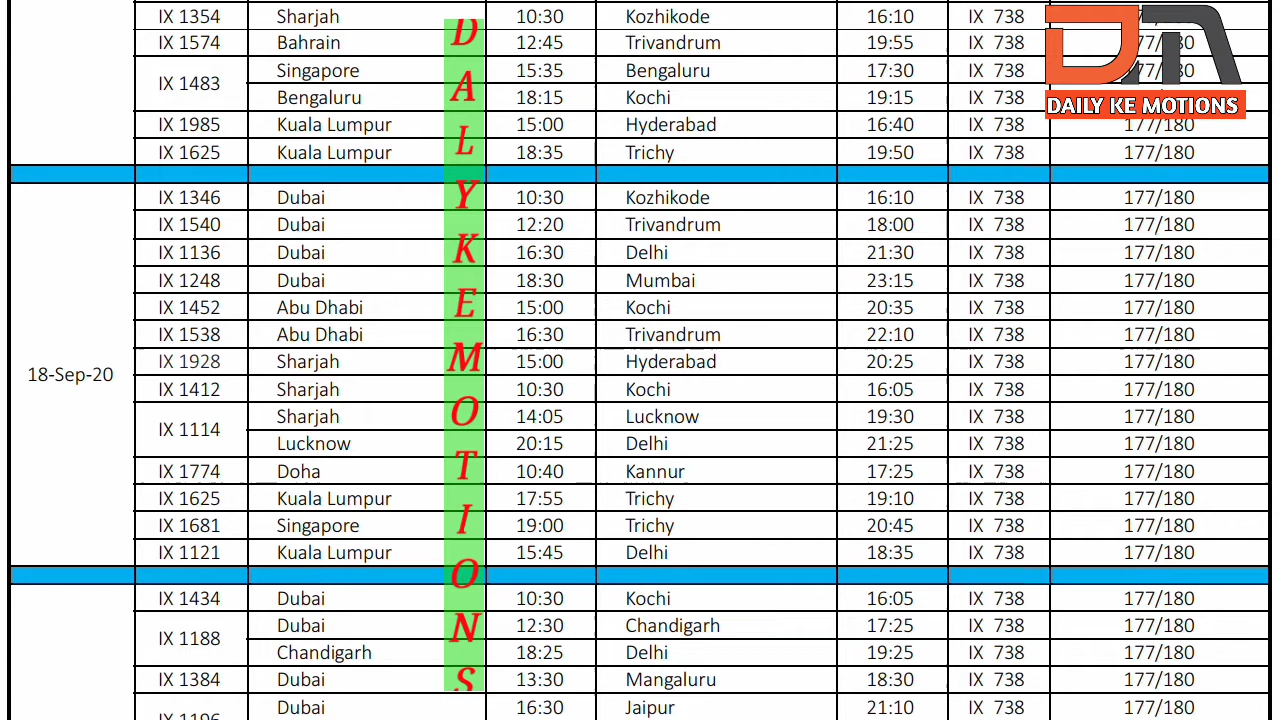 IX 1354 Sharjah 10:30 Kozhikode 16:10 IX 738
IX 1574 Bahrain 12:45 Trivandrum 19:55 IX 738 177/180
IX 1483 Singapore 15:35 Bengaluru 17:30 IX 738
Bengaluru 18:15 Kochi 19:15 IX 738
IX 1985 Kuala Lumpur 15:00 Hyderabad 16:40 IX 738 177/180
IX 1625 Kuala Lumpur 18:35 Trichy 19:50 IX 738 177/180
DAILY KE MOTIONS
D A L Y K E M O T I O N S
18-Sep-20
IX 1346 Dubai 10:30 Kozhikode 16:10 IX 738 177/180
IX 1540 Dubai 12:20 Trivandrum 18:00 IX 738 177/180
IX 1136 Dubai 16:30 Delhi 21:30 IX 738 177/180
IX 1248 Dubai 18:30 Mumbai 23:15 IX 738 177/180
IX 1452 Abu Dhabi 15:00 Kochi 20:35 IX 738 177/180
IX 1538 Abu Dhabi 16:30 Trivandrum 22:10 IX 738 177/180
IX 1928 Sharjah 15:00 Hyderabad 20:25 IX 738 177/180
IX 1412 Sharjah 10:30 Kochi 16:05 IX 738 177/180
IX 1114 Sharjah 14:05 Lucknow 19:30 IX 738 177/180
Lucknow 20:15 Delhi 21:25 IX 738 177/180
IX 1774 Doha 10:40 Kannur 17:25 IX 738 177/180
IX 1625 Kuala Lumpur 17:55 Trichy 19:10 IX 738 177/180
IX 1681 Singapore 19:00 Trichy 20:45 IX 738 177/180
IX 1121 Kuala Lumpur 15:45 Delhi 18:35 IX 738 177/180
IX 1434 Dubai 10:30 Kochi 16:05 IX 738 177/180
IX 1188 Dubai 12:30 Chandigarh 17:25 IX 738 177/180
Chandigarh 18:25 Delhi 19:25 IX 738 177/180
IX 1384 Dubai 13:30 Mangaluru 18:30 IX 738 177/180
Dubai 16:30 Jaipur 21:10 IX 738 177/180